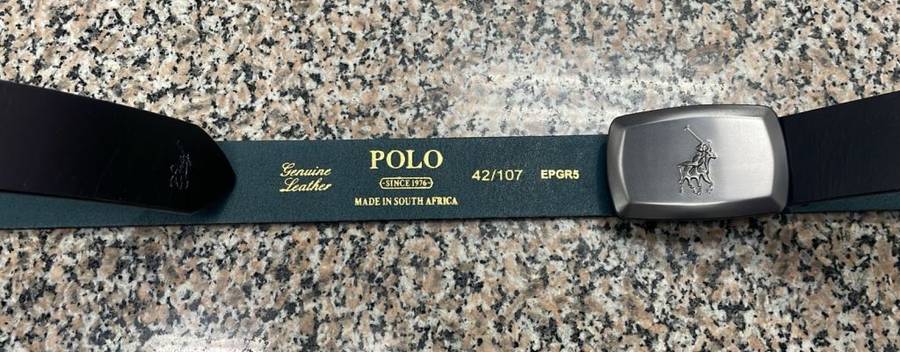 Genuine
Leather
POLO
SINCE 1976
MADE IN SOUTH AFRICA
42/107
EPGR5